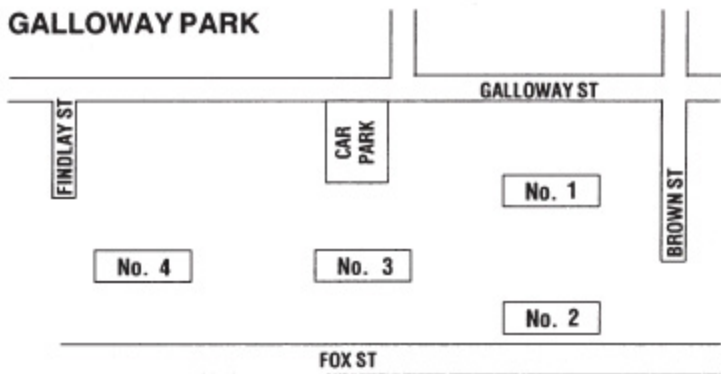 GALLOWAY PARK
GALLOWAY ST
FINDLAY ST
CAR
PARK
No. 1
BROWN ST
No. 4
No. 3
No. 2
FOX ST